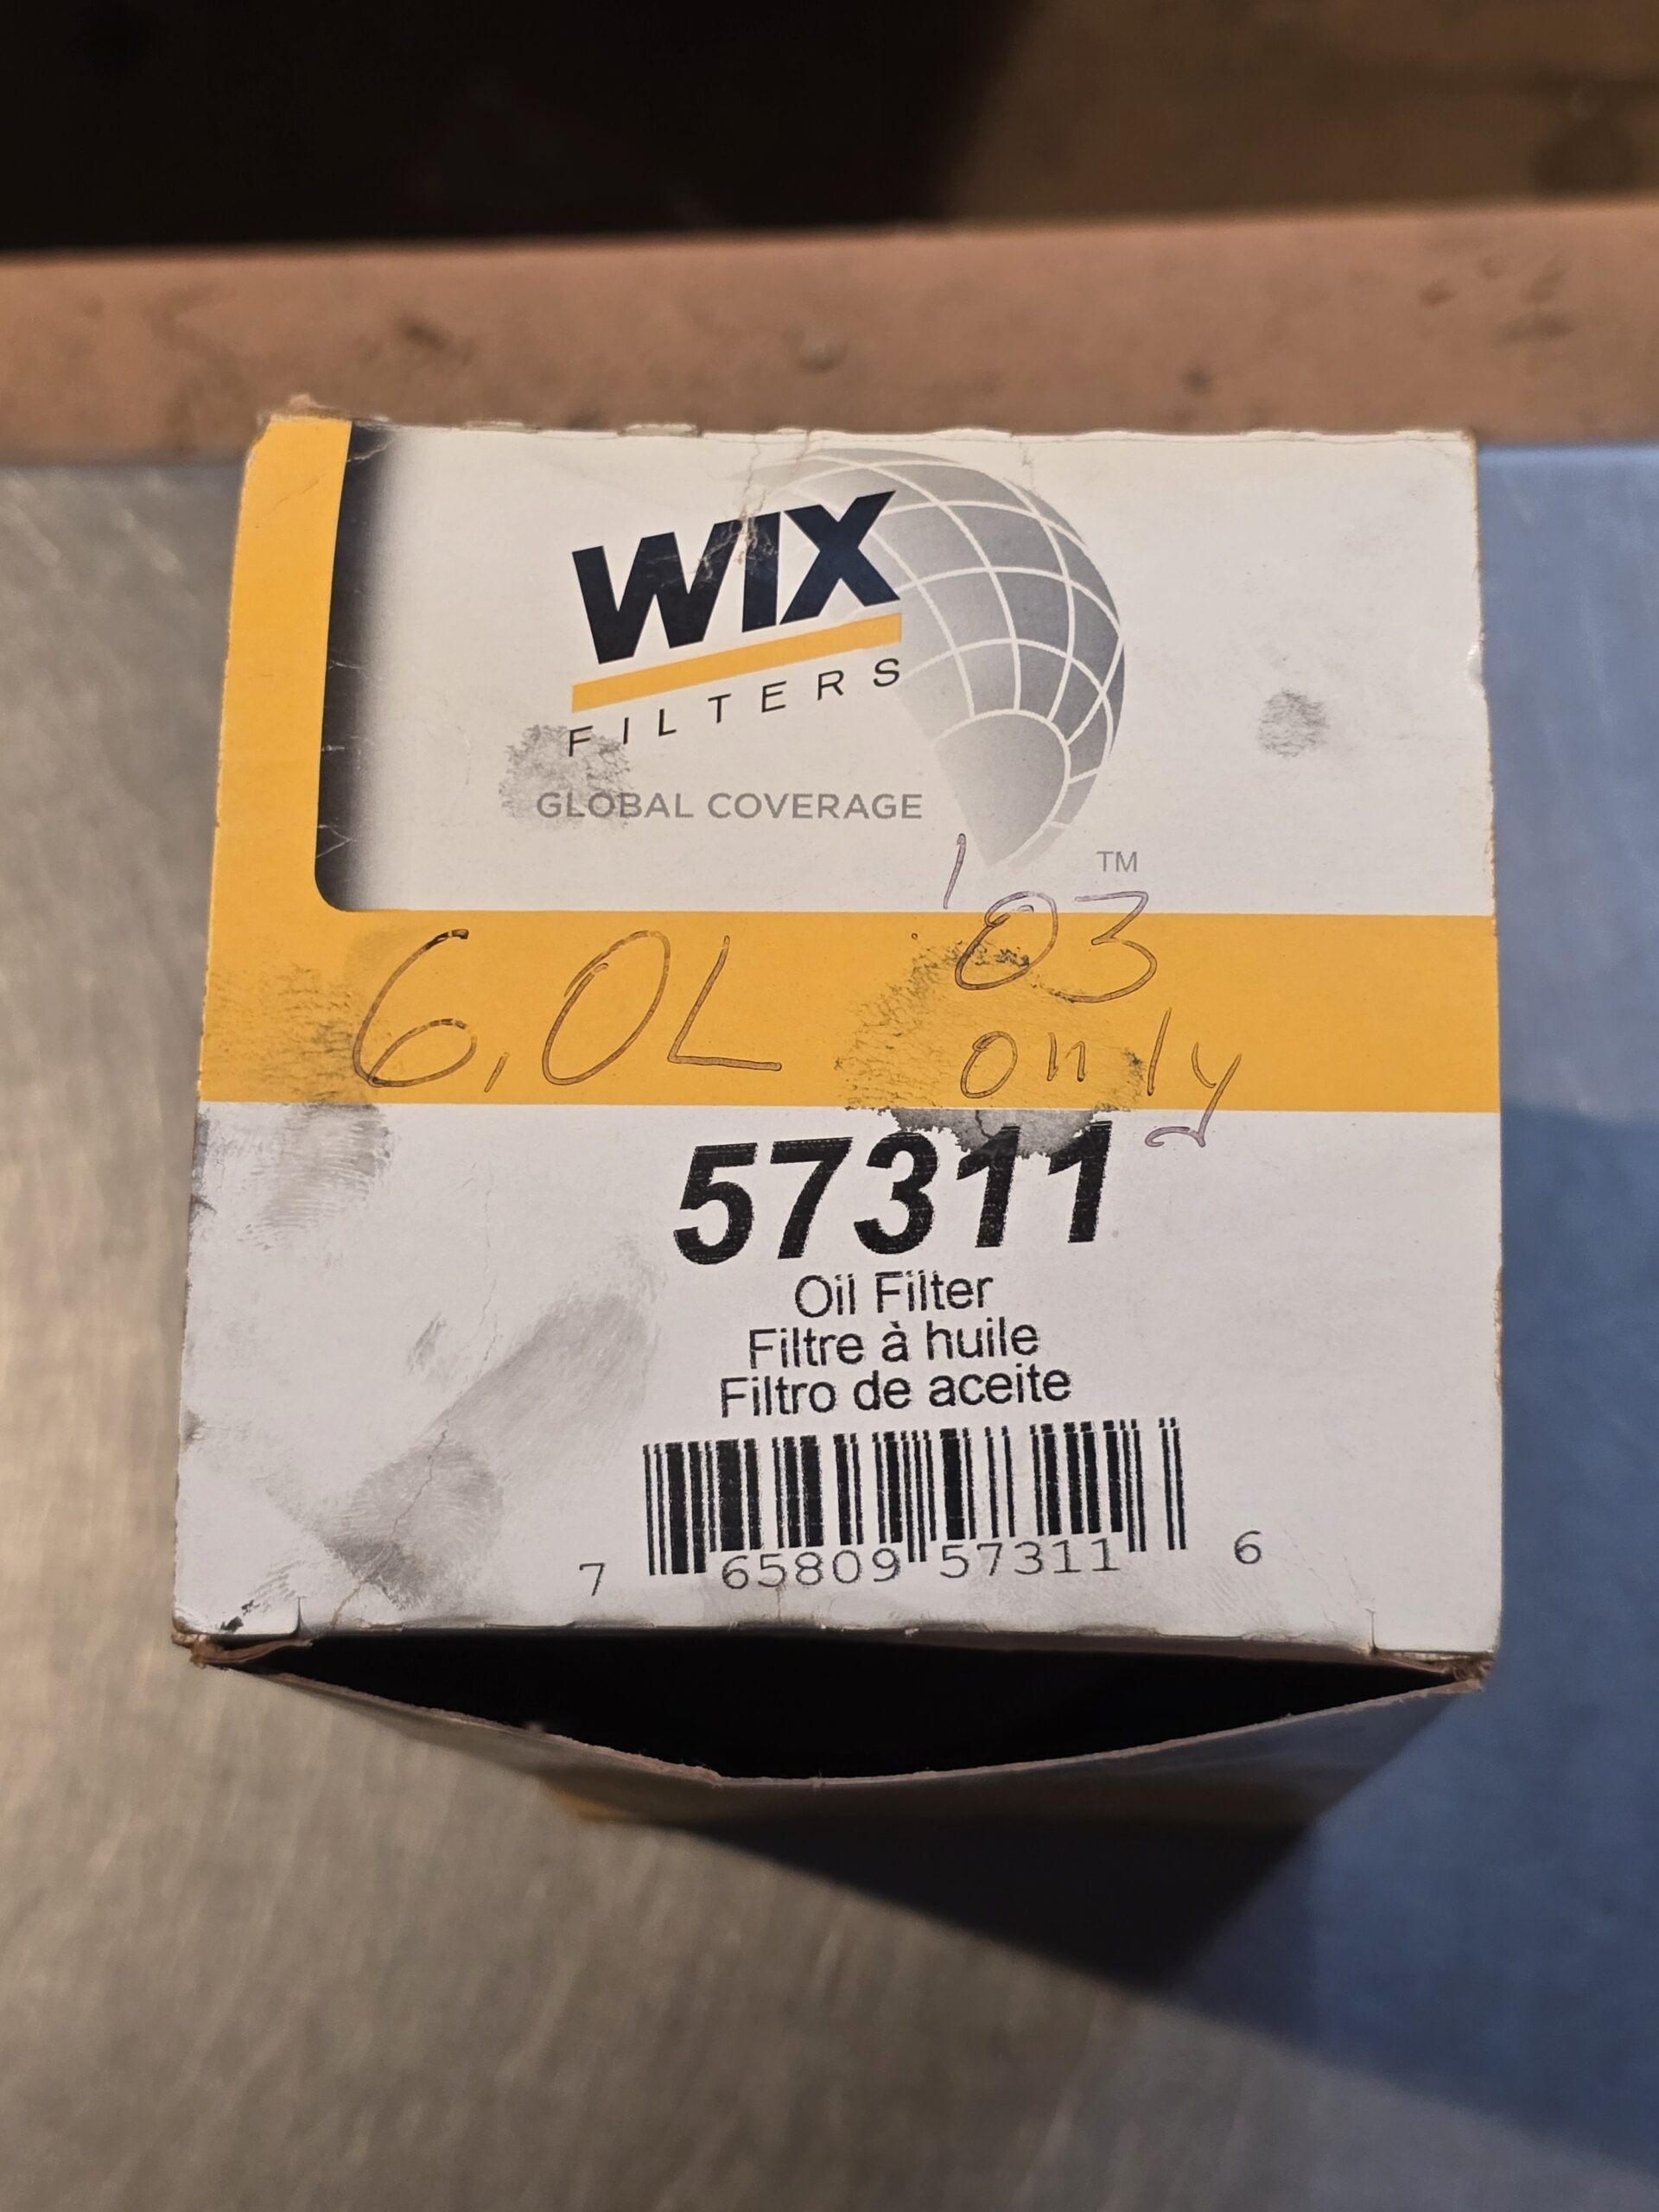 WIX
FILTERS
GLOBAL COVERAGE
TM
'03
6.0L
only
57311
Oil Filter
Filtre à huile
Filtro de aceite
7 65809 57311 6